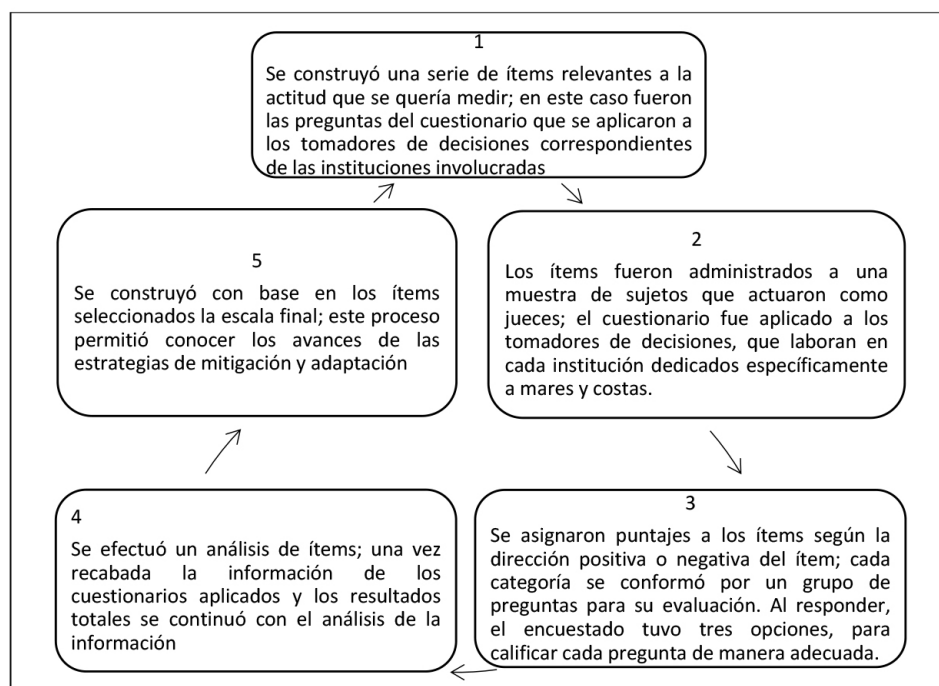 1
Se construyó una serie de ítems relevantes a la
actitud que se quería medir; en este caso fueron
las preguntas del cuestionario que se aplicaron a
los tomadores de decisiones correspondientes
de las instituciones involucradas
2
Los ítems fueron administrados a una
muestra de sujetos que actuaron como
jueces; el cuestionario fue aplicado a los
tomadores de decisiones, que laboran en
cada institución dedicados específicamente
a mares y costas.
3
Se asignaron puntajes a los ítems según la
dirección positiva o negativa del ítem; cada
categoría se conformó por un grupo de
preguntas para su evaluación. Al responder,
el encuestado tuvo tres opciones, para
calificar cada pregunta de manera adecuada.
4
Se efectuó un análisis de ítems; una vez
recabada la información de los
cuestionarios aplicados y los resultados
totales se continuó con el análisis de la
información
5
Se construyó con base en los ítems
seleccionados la escala final; este proceso
permitió conocer los avances de las
estrategias de mitigación y adaptación